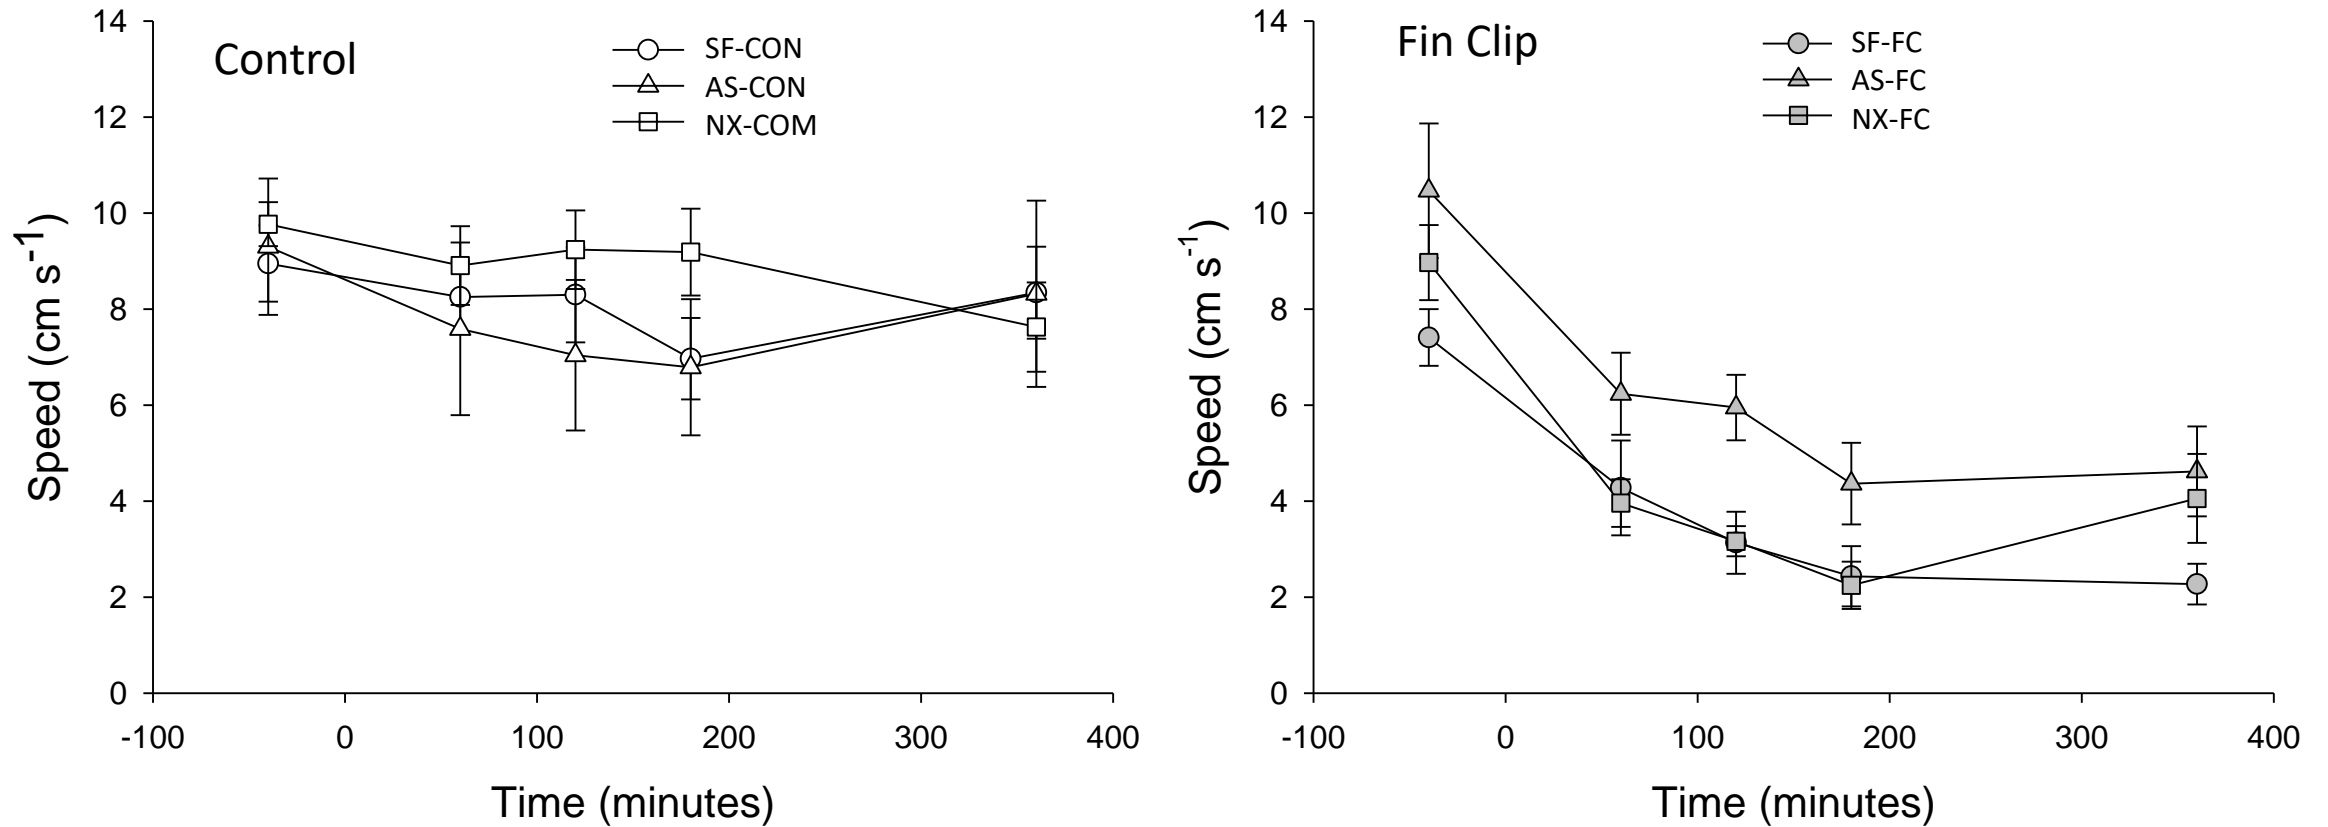 Control
SF-CON
AS-CON
NX-COM
14
12
10
8
6
4
2
0
Speed (cm s-1)
-100 0 100 200 300 400
Time (minutes)
Fin Clip
SF-FC
AS-FC
NX-FC
14
12
10
8
6
4
2
0
Speed (cm s-1)
-100 0 100 200 300 400
Time (minutes)